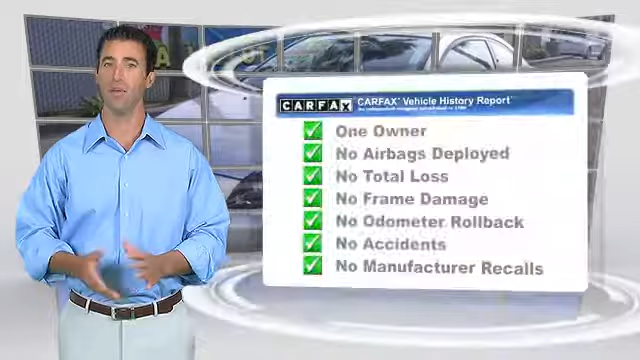 CARFAX CARFAX Vehicle History Report
One Owner
No Airbags Deployed
No Total Loss
No Frame Damage
No Odometer Rollback
No Accidents
No Manufacturer Recalls